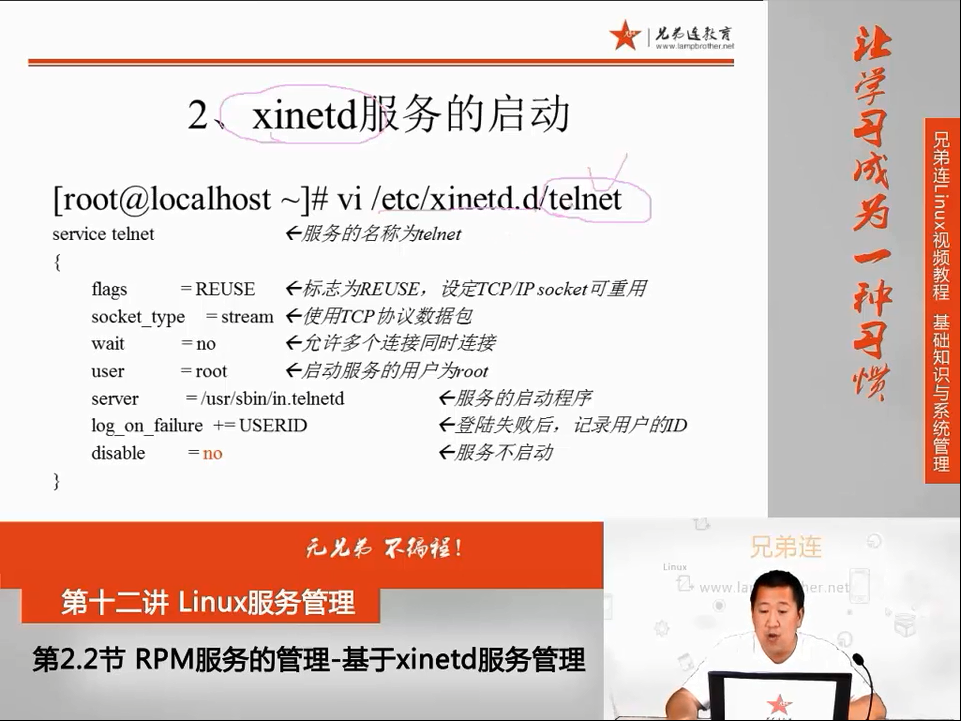 兄弟连教育
www.lampbrother.net
2、xinetd服务的启动
[root@localhost ~]# vi /etc/xinetd.d/telnet
service telnet ←服务的名称为telnet
{
flags = REUSE ←标志为REUSE，设定TCP/IP socket可重用
socket_type = stream ←使用TCP协议数据包
wait = no ←允许多个连接同时连接
user = root ←启动服务的用户为root
server = /usr/sbin/in.telnetd ←服务的启动程序
log_on_failure += USERID ←登陆失败后，记录用户的ID
disable = no ←服务不启动
}
让学习成为一种习惯
兄弟连Linux视频教程 基础知识与系统管理
无兄弟 不编程!
第十二讲 Linux服务管理
第2.2节 RPM服务的管理-基于xinetd服务管理
兄弟连
Linux